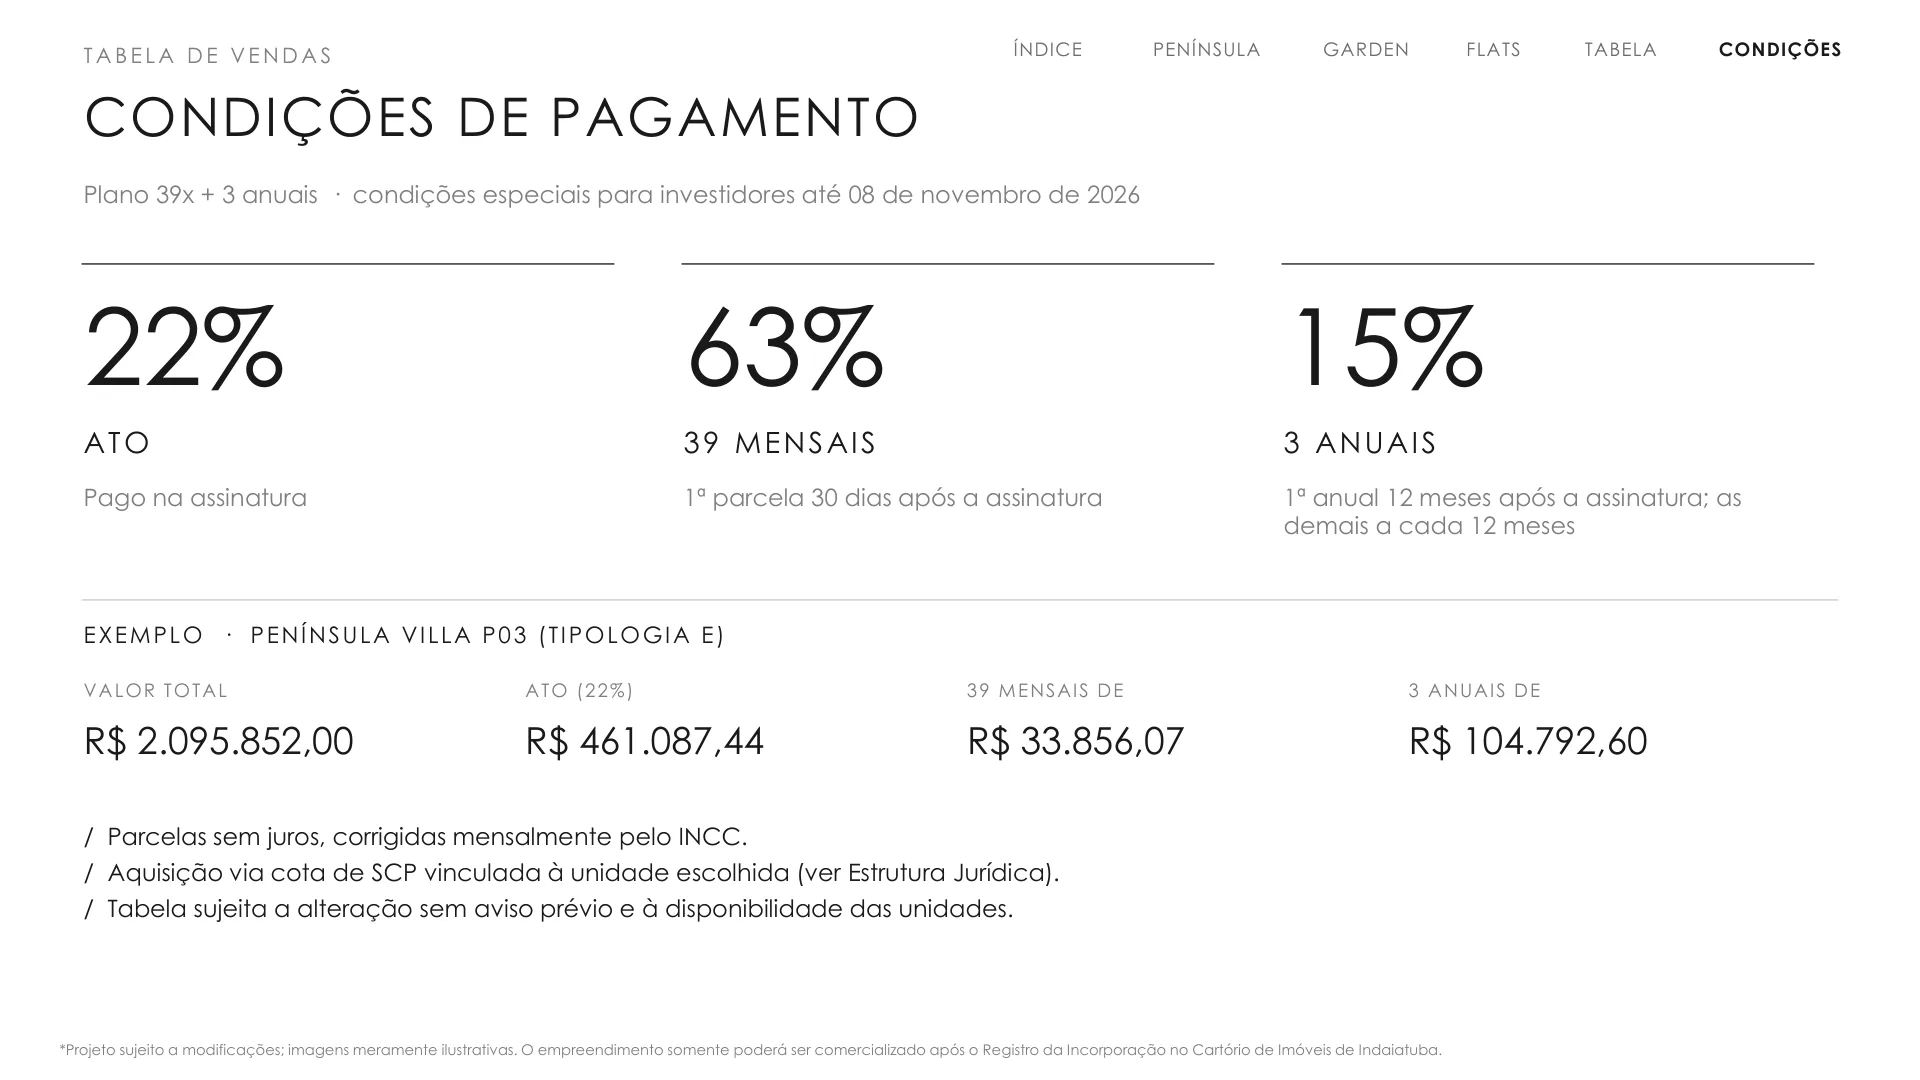 TABELA DE VENDAS
ÍNDICE PENÍNSULA GARDEN FLATS TABELA CONDIÇÕES
CONDIÇÕES DE PAGAMENTO
Plano 39x + 3 anuais · condições especiais para investidores até 08 de novembro de 2026
22% 63% 15%
ATO 39 MENSAIS 3 ANUAIS
Pago na assinatura 1ª parcela 30 dias após a assinatura 1ª anual 12 meses após a assinatura; as
demais a cada 12 meses
EXEMPLO · PENÍNSULA VILLA P03 (TIPOLOGIA E)
VALOR TOTAL ATO (22%) 39 MENSAIS DE 3 ANUAIS DE
R$ 2.095.852,00 R$ 461.087,44 R$ 33.856,07 R$ 104.792,60
/ Parcelas sem juros, corrigidas mensalmente pelo INCC.
/ Aquisição via cota de SCP vinculada à unidade escolhida (ver Estrutura Jurídica).
/ Tabela sujeita a alteração sem aviso prévio e à disponibilidade das unidades.
*Projeto sujeito a modificações; imagens meramente ilustrativas. O empreendimento somente poderá ser comercializado após o Registro da Incorporação no Cartório de Imóveis de Indaiatuba.